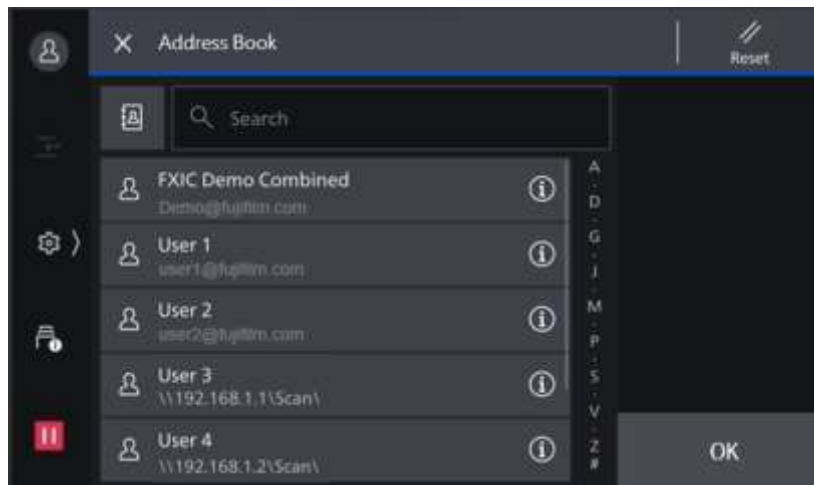 Address Book
Reset
Search
FXIC Demo Combined
Demo@fujifilm.com
User 1
user1@fujifilm.com
User 2
user2@fujifilm.com
User 3
\\192.168.1.1\Scan\
User 4
\\192.168.1.2\Scan\
A
D
G
J
M
P
S
V
Z
#
OK